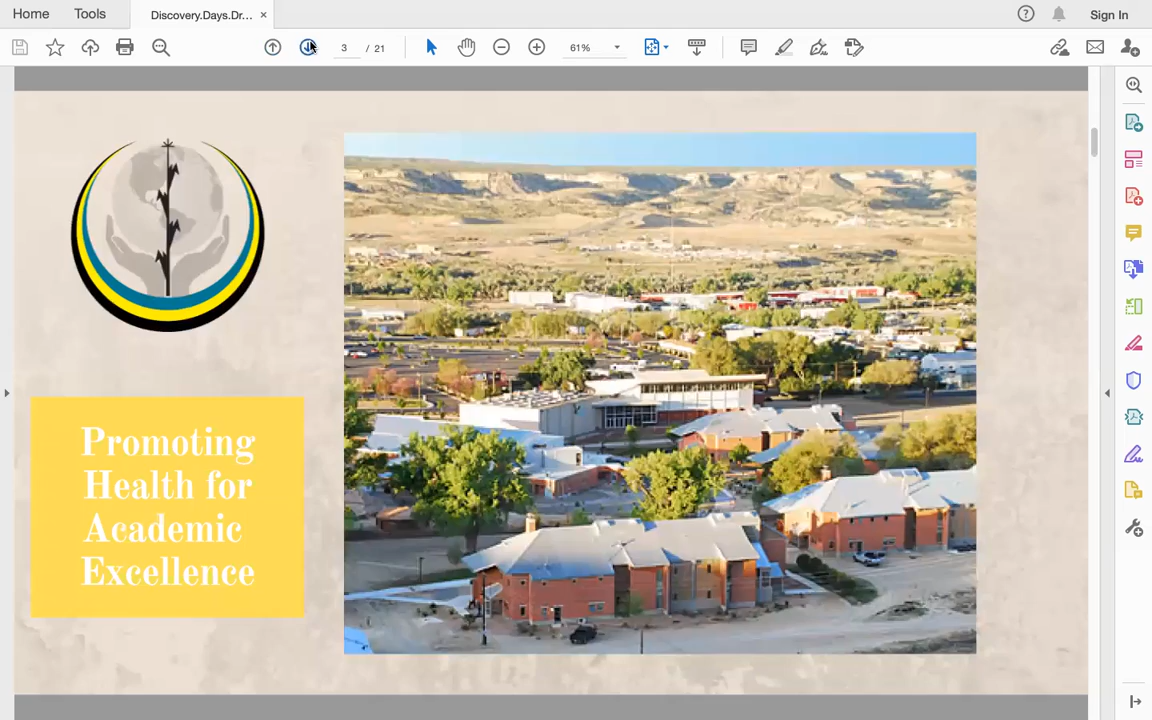 Home
Tools
Discovery.Days.Dr...
Sign In
3 / 21
61%
Promoting
Health for
Academic
Excellence